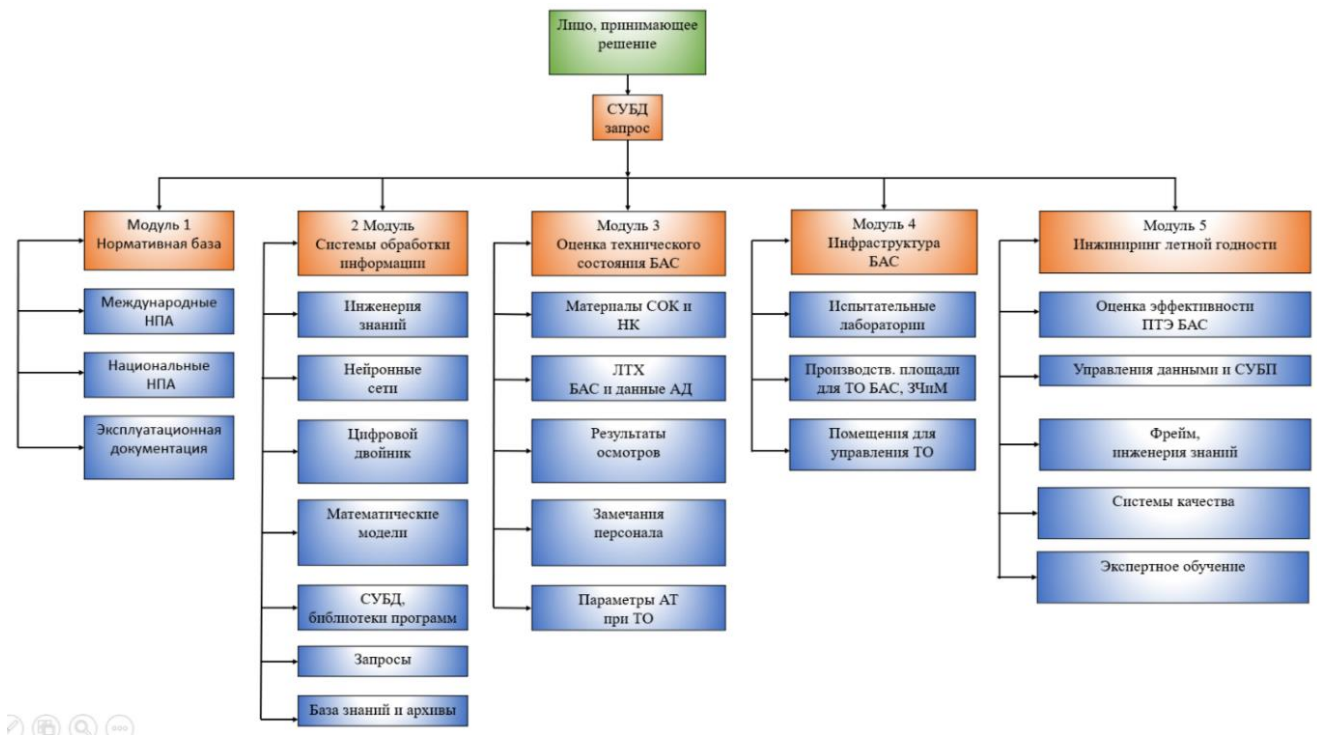 Лицо, принимающее
решение
СУБД
запрос
Модуль 1
Нормативная база
Международные
НПА
Национальные
НПА
Эксплуатационная
документация
2 Модуль
Системы обработки
информации
Инженерия
знаний
Нейронные
сети
Цифровой
двойник
Математические
модели
СУБД,
библиотеки программ
Запросы
База знаний и архивы
Модуль 3
Оценка технического
состояния БАС
Материалы СОК и
НК
ЛТХ
БАС и данные АД
Результаты
осмотров
Замечания
персонала
Параметры АТ
при ТО
Модуль 4
Инфраструктура
БАС
Испытательные
лаборатории
Производств. площади
для ТО БАС, ЗЧиМ
Помещения для
управления ТО
Модуль 5
Инжиниринг летной годности
Оценка эффективности
ПТЭ БАС
Управления данными и СУБП
Фрейм,
инженерия знаний
Системы качества
Экспертное обучение